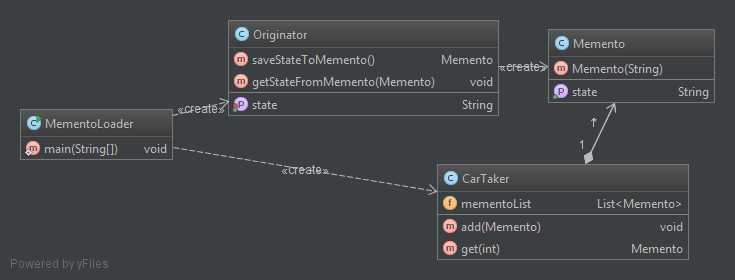 Originator
saveStateToMemento() Memento
getStateFromMemento(Memento) void
state String
«create»
Memento
Memento(String)
state String
«create»
MementoLoader
main(String[]) void
«create»
1
CarTaker
mementoList List<Memento>
add(Memento) void
get(int) Memento
Powered by yFiles